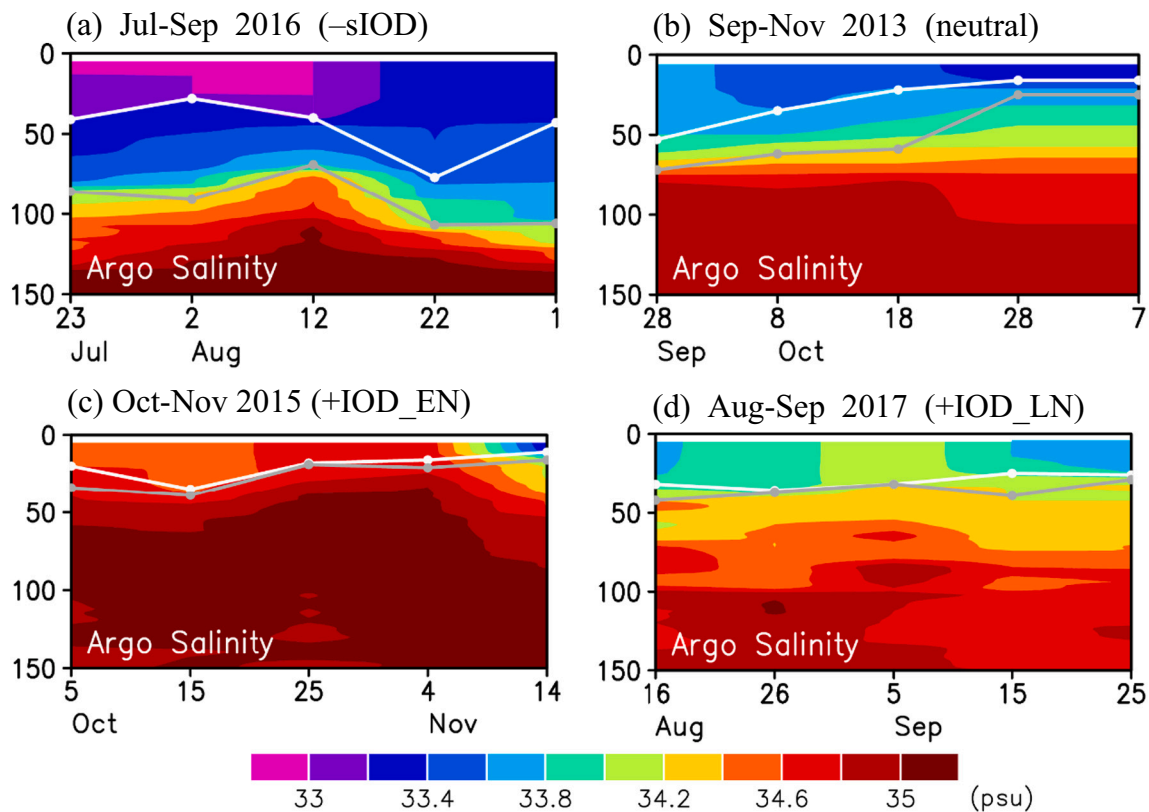 (a) Jul-Sep 2016 (–sIOD)
0
50
100
150
Argo Salinity
23 2 12 22 1
Jul Aug
(b) Sep-Nov 2013 (neutral)
0
50
100
150
Argo Salinity
28 8 18 28 7
Sep Oct
(c) Oct-Nov 2015 (+IOD_EN)
0
50
100
150
Argo Salinity
5 15 25 4 14
Oct Nov
(d) Aug-Sep 2017 (+IOD_LN)
0
50
100
150
Argo Salinity
16 26 5 15 25
Aug Sep
33 33.4 33.8 34.2 34.6 35 (psu)